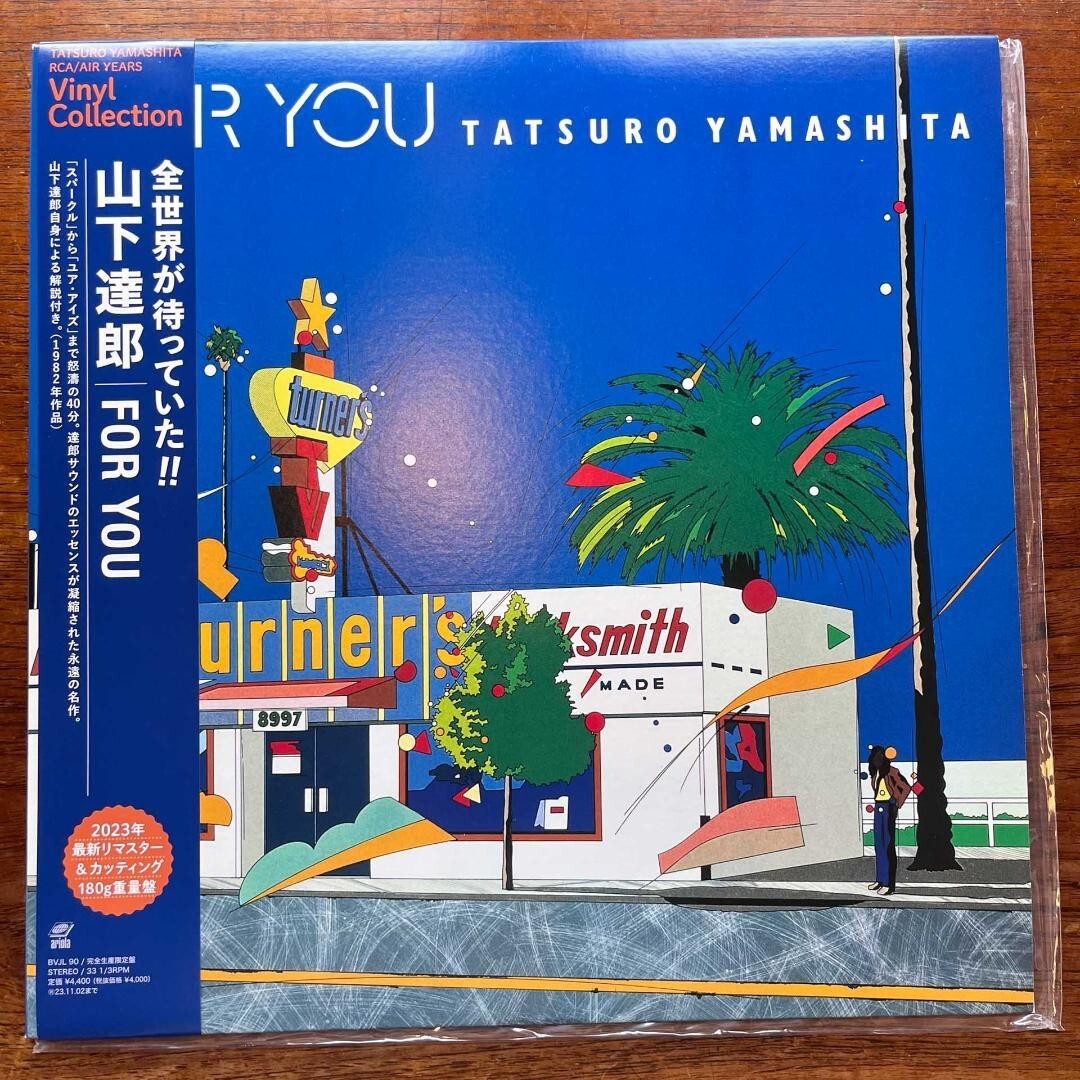 TATSURO YAMASHITA
RCA/AIR YEARS
Vinyl
Collection
全世界が待っていた!!
山下達郎 | FOR YOU
「スパークル」から「ユア・アイズ」まで怒濤の40分。達郎サウンドのエッセンスが凝縮された永遠の名作。
山下達郎自身による解説付き。(1982年作品)
2023年
最新リマスター
&カッティング
180g重量盤
ariola
BVJL 90 / 完全生産限定盤
STEREO / 33 1/3RPM
定価 ¥4,400 (税抜価格 ¥4,000)
㋐23.11.02まで
R YOU TATSURO YAMASHITA
turner's
urner's
ksmith
MADE
8997